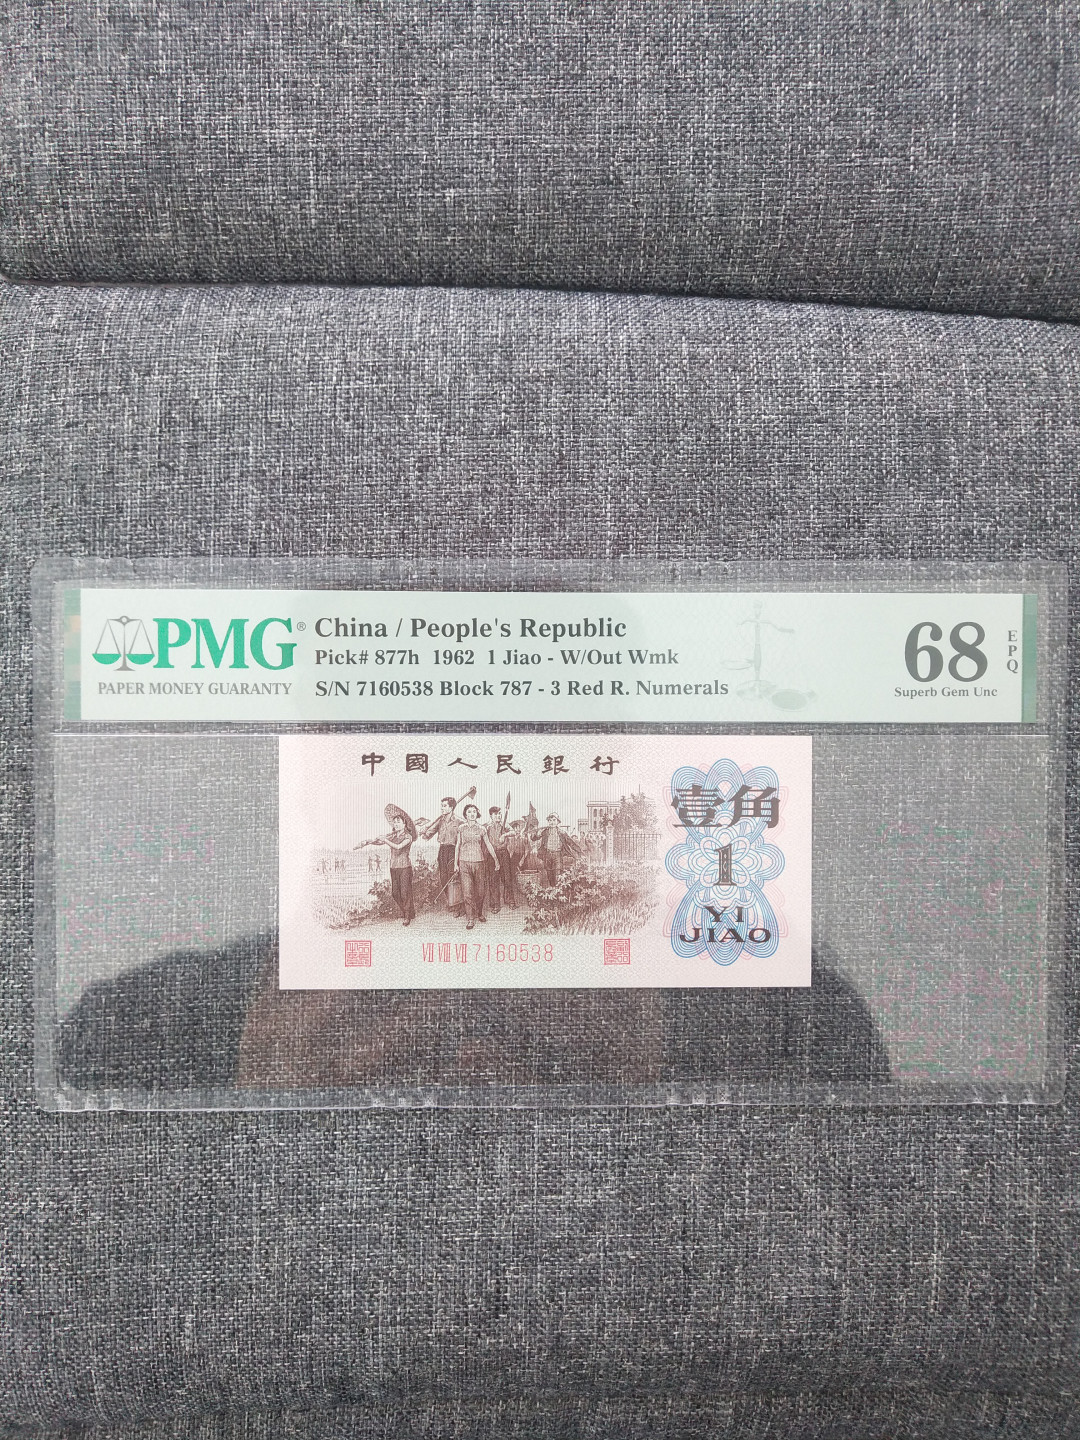 PMG®
PAPER MONEY GUARANTY
China / People's Republic
Pick# 877h 1962 1 Jiao - W/Out Wmk
S/N 7160538 Block 787 - 3 Red R. Numerals
68
EPQ
Superb Gem Unc
中國人民銀行
壹角
1
YI
JIAO
VII VIII VII 7160538